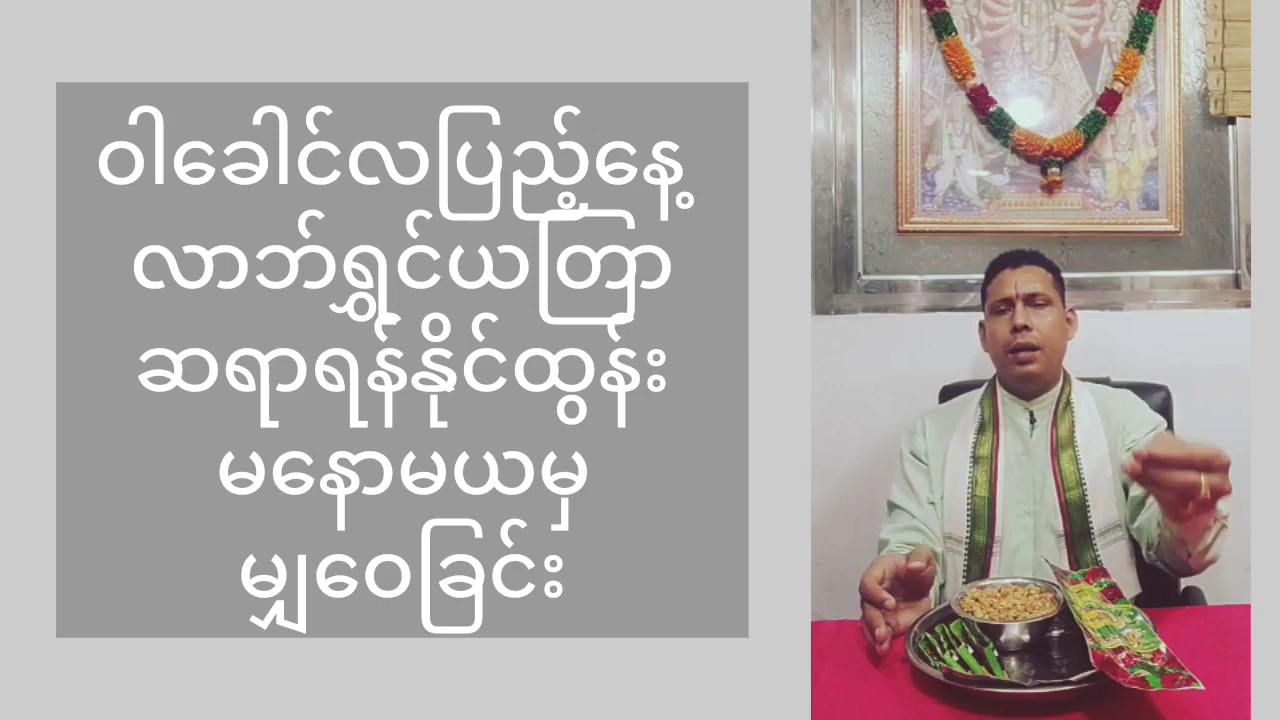 ဝါခေါင်လပြည့်နေ့
လာဘ်ရွှင်ယတြာ
ဆရာရန်နိုင်ထွန်း
မနောမယမှ
မျှဝေခြင်း